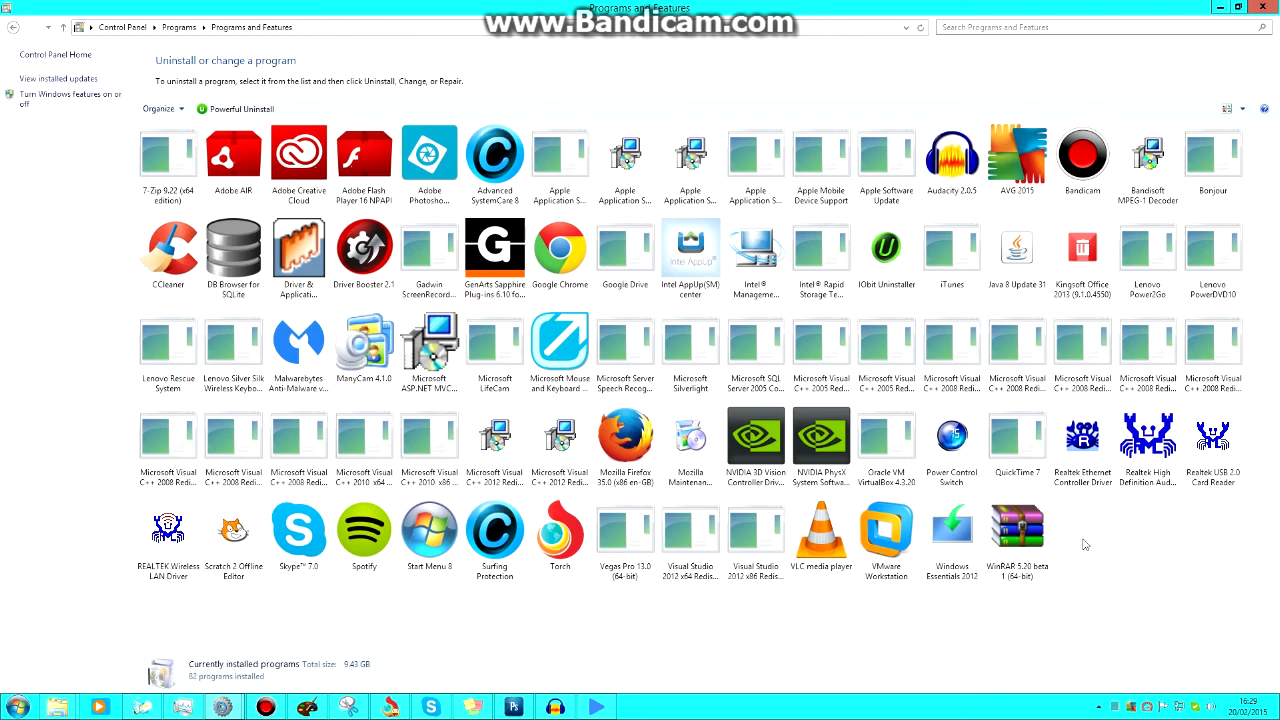 Programs and Features
www.Bandicam.com
Control Panel ▸ Programs ▸ Programs and Features
Search Programs and Features
Control Panel Home
View installed updates
Turn Windows features on or
off
Uninstall or change a program
To uninstall a program, select it from the list and then click Uninstall, Change, or Repair.
Organize
Powerful Uninstall
7-Zip 9.22 (x64
edition)
Adobe AIR
Adobe Creative
Cloud
Adobe Flash
Player 16 NPAPI
Adobe
Photosho...
Advanced
SystemCare 8
Apple
Application S...
Apple
Application S...
Apple
Application S...
Apple
Application S...
Apple Mobile
Device Support
Apple Software
Update
Audacity 2.0.5
AVG 2015
Bandicam
Bandisoft
MPEG-1 Decoder
Bonjour
CCleaner
DB Browser for
SQLite
Driver &
Applicati...
Driver Booster 2.1
Gadwin
ScreenRecord...
GenArts Sapphire
Plug-ins 6.10 fo...
Google Chrome
Google Drive
Intel AppUp®
Intel AppUp(SM)
center
Intel®
Manageme...
Intel® Rapid
Storage Te...
IObit Uninstaller
iTunes
Java 8 Update 31
Kingsoft Office
2013 (9.1.0.4550)
Lenovo
Power2Go
Lenovo
PowerDVD10
Lenovo Rescue
System
Lenovo Silver Silk
Wireless Keybo...
Malwarebytes
Anti-Malware v...
ManyCam 4.1.0
Microsoft
ASP.NET MVC...
Microsoft
LifeCam
Microsoft Mouse
and Keyboard ...
Microsoft Server
Speech Recog...
Microsoft
Silverlight
Microsoft SQL
Server 2005 Co...
Microsoft Visual
C++ 2005 Redi...
Microsoft Visual
C++ 2005 Redi...
Microsoft Visual
C++ 2008 Redi...
Microsoft Visual
C++ 2008 Redi...
Microsoft Visual
C++ 2008 Redi...
Microsoft Visual
C++ 2008 Redi...
Microsoft Visual
C++ 2008 Redi...
Microsoft Visual
C++ 2008 Redi...
Microsoft Visual
C++ 2008 Redi...
Microsoft Visual
C++ 2008 Redi...
Microsoft Visual
C++ 2010 x64 ...
Microsoft Visual
C++ 2010 x86 ...
Microsoft Visual
C++ 2012 Redi...
Microsoft Visual
C++ 2012 Redi...
Mozilla Firefox
35.0 (x86 en-GB)
Mozilla
Maintenan...
NVIDIA 3D Vision
Controller Driv...
NVIDIA PhysX
System Softwa...
Oracle VM
VirtualBox 4.3.20
Power Control
Switch
QuickTime 7
Realtek Ethernet
Controller Driver
Realtek High
Definition Aud...
Realtek USB 2.0
Card Reader
REALTEK Wireless
LAN Driver
Scratch 2 Offline
Editor
Skype™ 7.0
Spotify
Start Menu 8
Surfing
Protection
Torch
Vegas Pro 13.0
(64-bit)
Visual Studio
2012 x64 Redis...
Visual Studio
2012 x86 Redis...
VLC media player
VMware
Workstation
Windows
Essentials 2012
WinRAR 5.20 beta
1 (64-bit)
Currently installed programs Total size: 9.43 GB
82 programs installed
16:29
20/02/2015